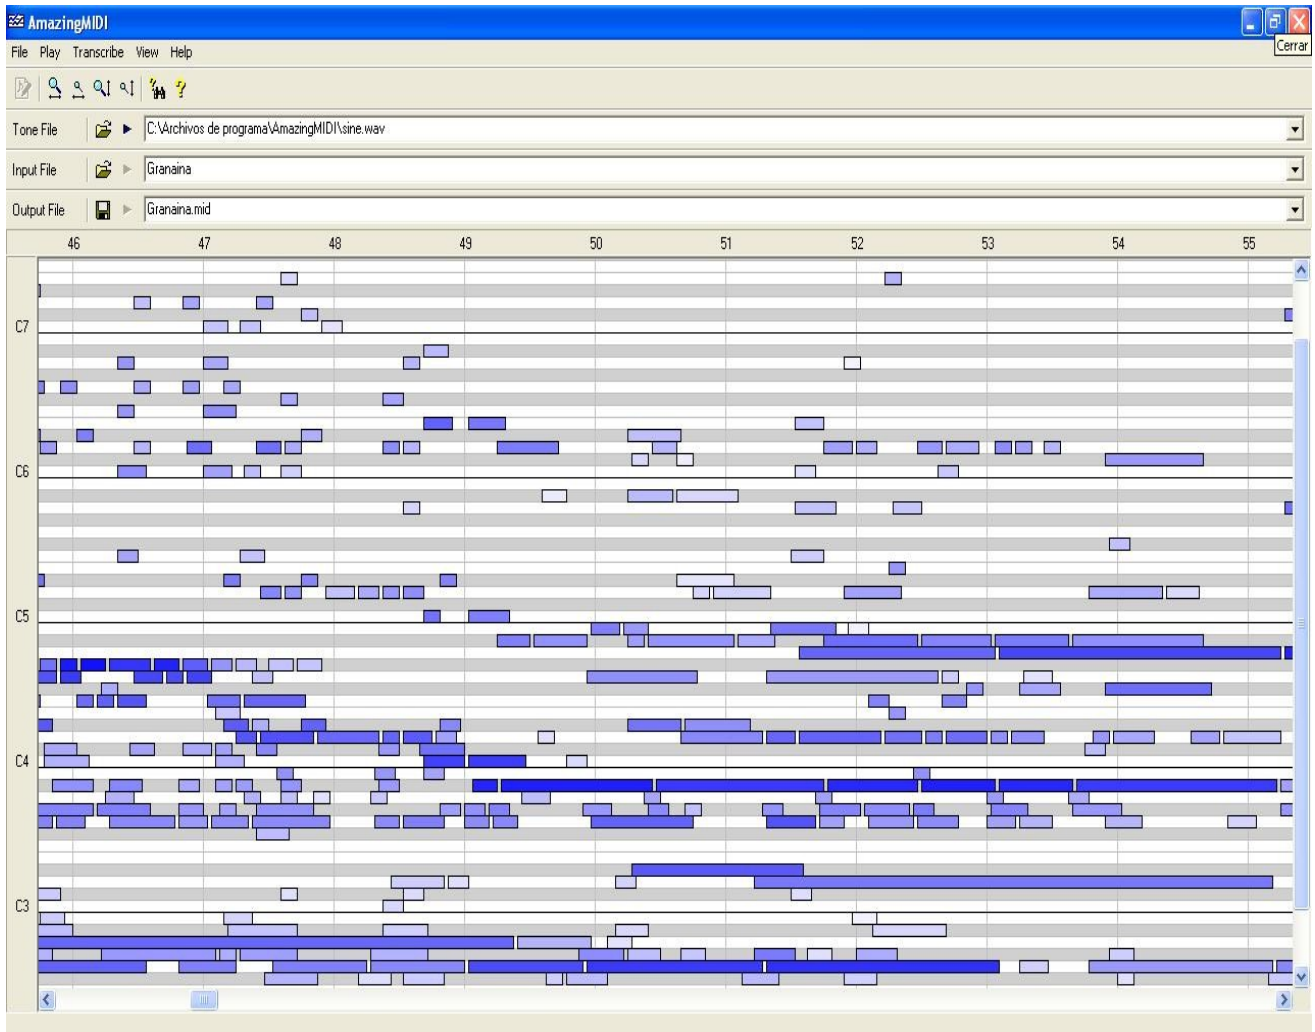 AmazingMIDI
Cerrar
File Play Transcribe View Help
Tone File C:\Archivos de programa\AmazingMIDI\sine.wav
Input File Granaina
Output File Granaina.mid
46 47 48 49 50 51 52 53 54 55
C7
C6
C5
C4
C3